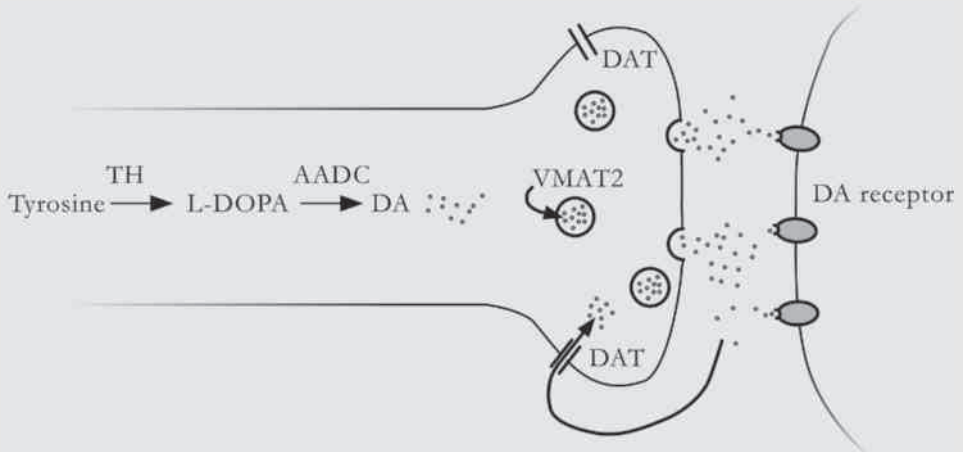 DAT
TH
AADC
VMAT2
Tyrosine
L-DOPA
DA
DA receptor
DAT